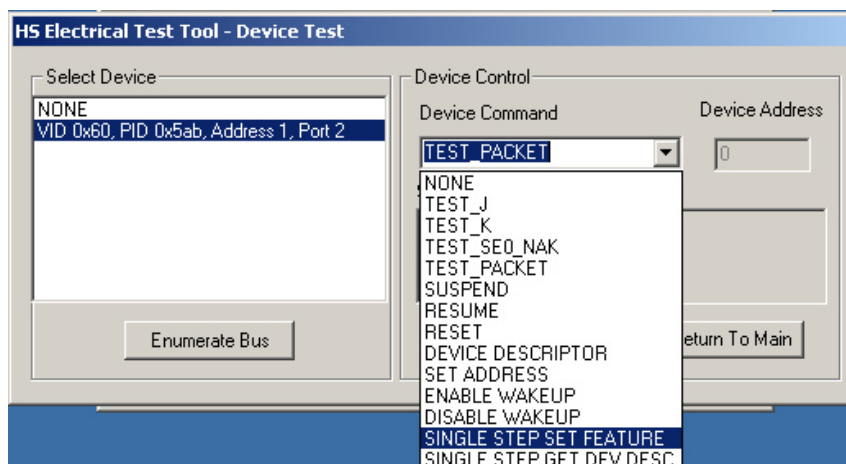 HS Electrical Test Tool - Device Test
Select Device
NONE
VID 0x60, PID 0x5ab, Address 1, Port 2
Enumerate Bus
Device Control
Device Command
Device Address
TEST_PACKET
0
NONE
TEST_J
TEST_K
TEST_SE0_NAK
TEST_PACKET
SUSPEND
RESUME
RESET
DEVICE DESCRIPTOR
SET ADDRESS
ENABLE WAKEUP
DISABLE WAKEUP
SINGLE STEP SET FEATURE
SINGLE STEP GET DEV DESC
eturn To Main